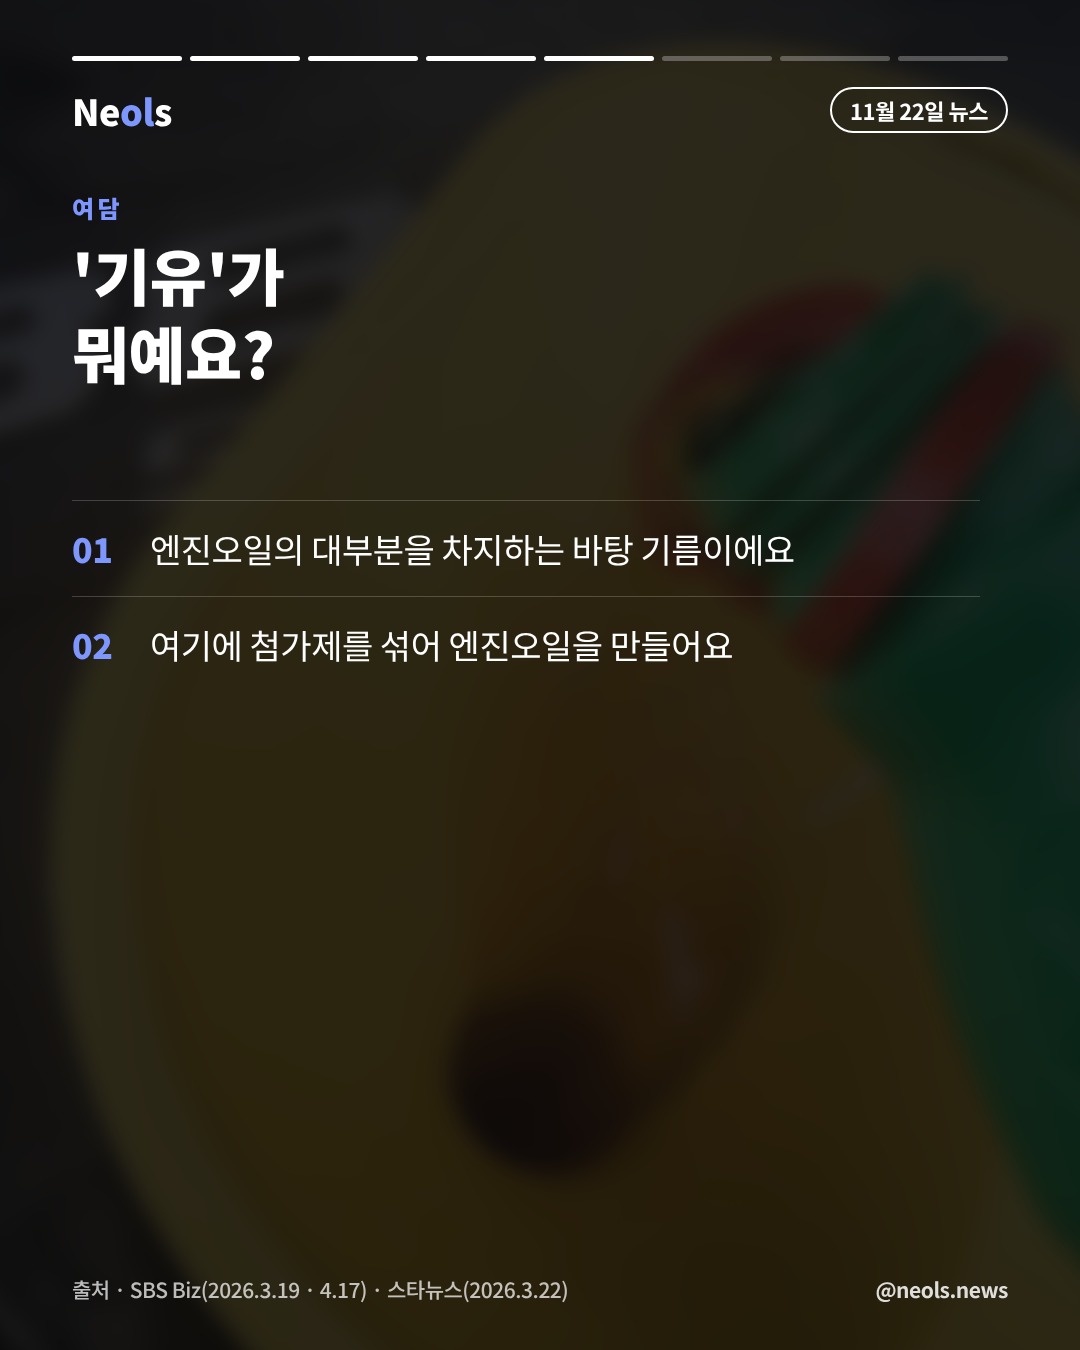 Neols
11월 22일 뉴스
여담
'기유'가
뭐예요?
01 엔진오일의 대부분을 차지하는 바탕 기름이에요
02 여기에 첨가제를 섞어 엔진오일을 만들어요
출처 · SBS Biz(2026.3.19 · 4.17) · 스타뉴스(2026.3.22)
@neols.news